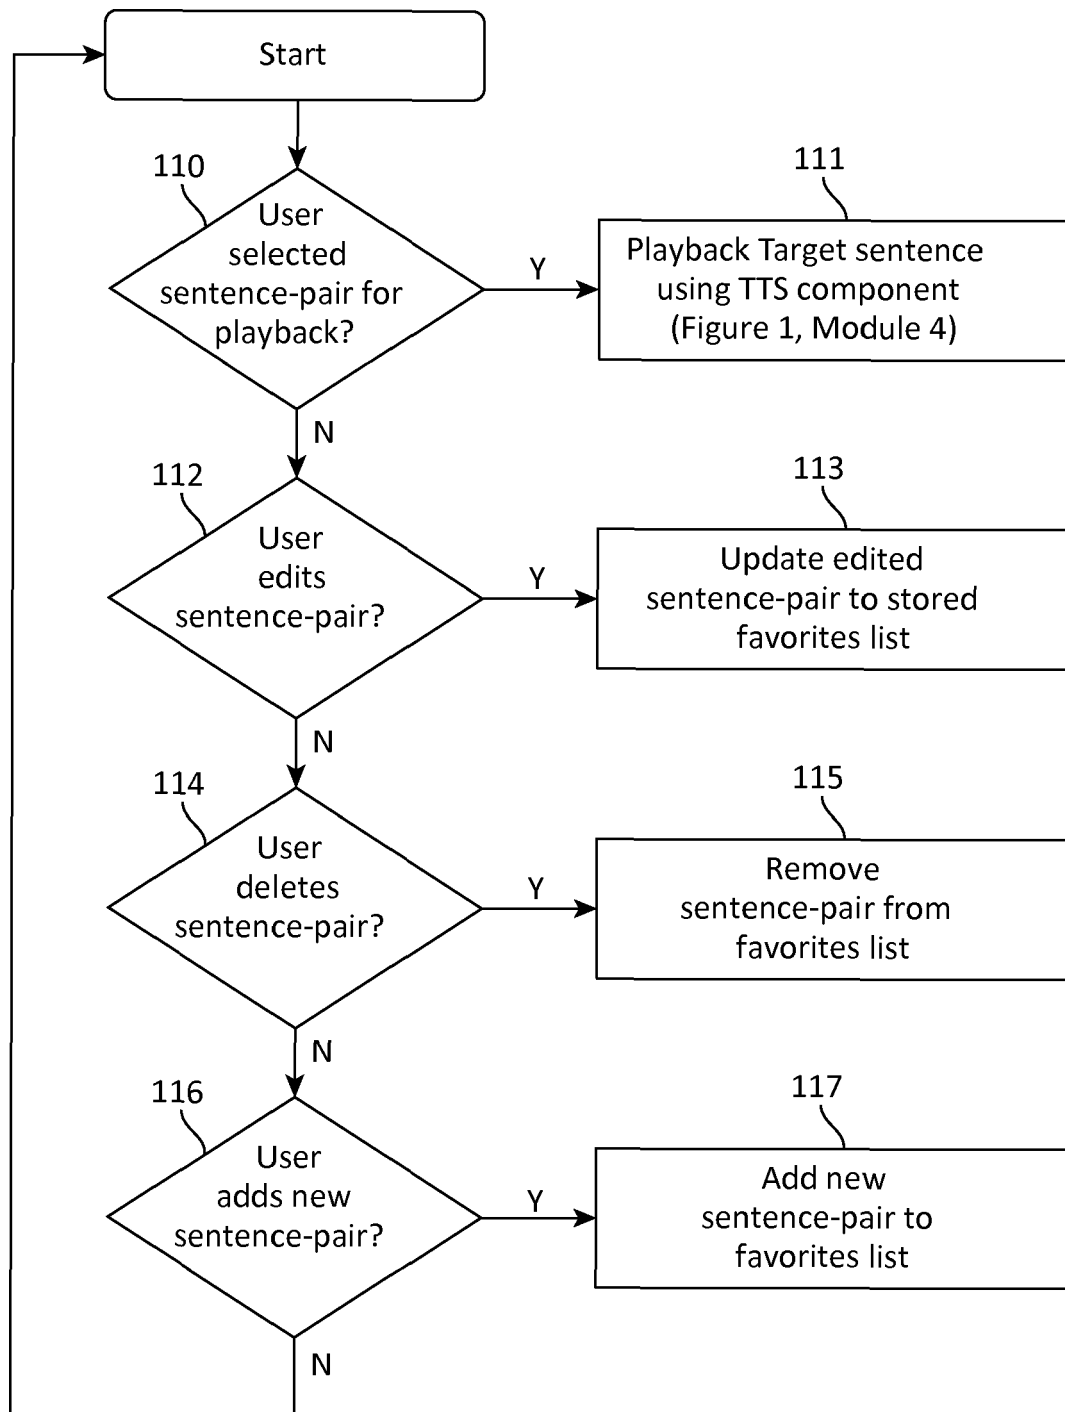 Start
110
User
selected
sentence-pair for
playback?
Y
111
Playback Target sentence
using TTS component
(Figure 1, Module 4)
N
112
User
edits
sentence-pair?
Y
113
Update edited
sentence-pair to stored
favorites list
N
114
User
deletes
sentence-pair?
Y
115
Remove
sentence-pair from
favorites list
N
116
User
adds new
sentence-pair?
Y
117
Add new
sentence-pair to
favorites list
N